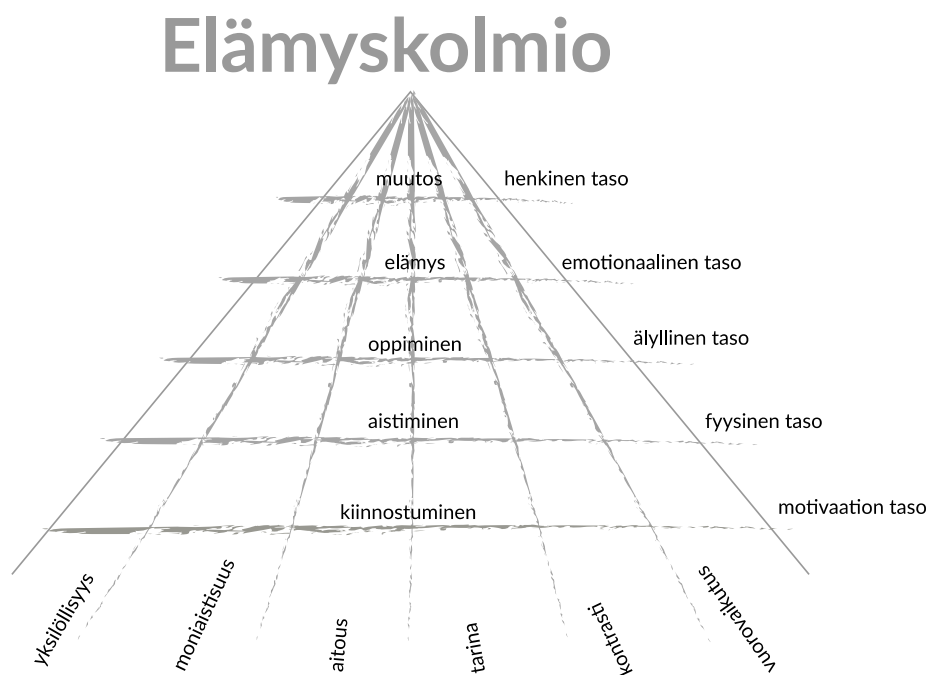 Elämyskolmio
muutos
henkinen taso
elämys
emotionaalinen taso
oppiminen
älyllinen taso
aistiminen
fyysinen taso
kiinnostuminen
motivaation taso
yksilöllisyys
moniaistisuus
aitous
tarina
kontrasti
vuorovaikutus